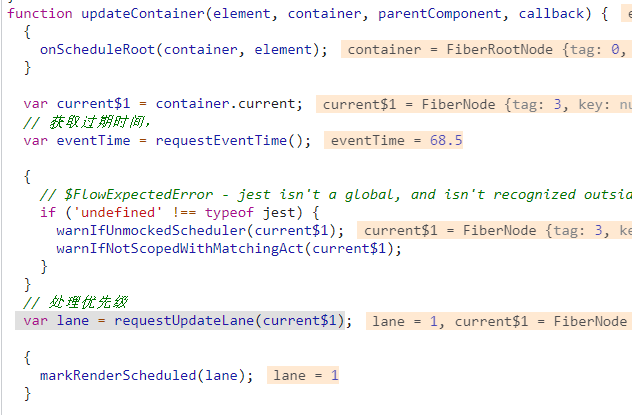 function updateContainer(element, container, parentComponent, callback) {
{
onScheduleRoot(container, element); container = FiberRootNode {tag: 0,
}
var current$1 = container.current; current$1 = FiberNode {tag: 3, key: nu
// 获取过期时间,
var eventTime = requestEventTime(); eventTime = 68.5
{
// $FlowExpectedError - jest isn't a global, and isn't recognized outsid
if ('undefined' !== typeof jest) {
warnIfUnmockedScheduler(current$1); current$1 = FiberNode {tag: 3, ke
warnIfNotScopedWithMatchingAct(current$1);
}
}
// 处理优先级
var lane = requestUpdateLane(current$1); lane = 1, current$1 = FiberNode
{
markRenderScheduled(lane); lane = 1
}